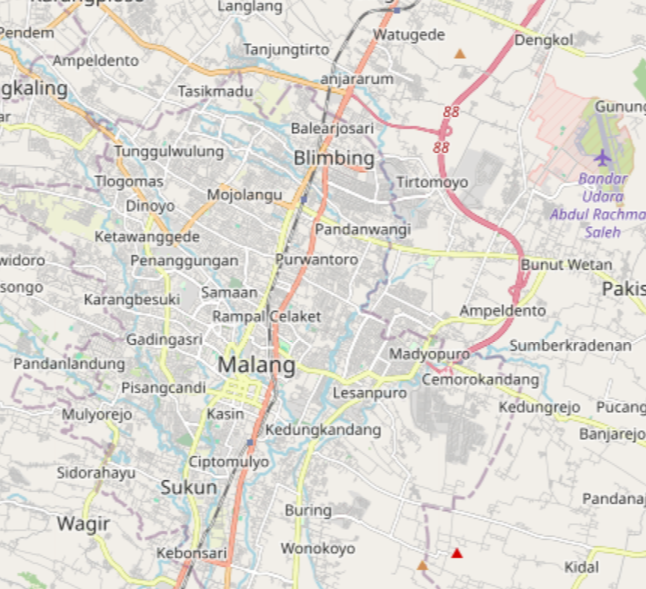 Langlang
Watugede
Pendem
Dengkol
Tanjungtirto
Ampeldento
anjararum
gkaling
Tasikmadu
Gunung
88
ar
Balearjosari
88
Tunggulwulung
Blimbing
Tlogomas
Tirtomoyo
Bandar
Udara
Abdul Rachma
Saleh
Mojolangu
Dinoyo
Pandanwangi
Ketawanggede
widoro
Penanggungan
Purwantoro
Bunut Wetan
songo
Karangbesuki
Samaan
Pakis
Rampal Celaket
Ampeldento
Gadingasri
Sumberkradenan
Madyopuro
Pandanlandung
Malang
Cemorokandang
Pisangcandi
Lesanpuro
Kedungrejo
Pucang
Mulyorejo
Kasin
Kedungkandang
Banjarejo
Ciptomulyo
Sidorahayu
Sukun
Pandanaj
Buring
Wagir
Kebonsari
Wonokoyo
Kidal